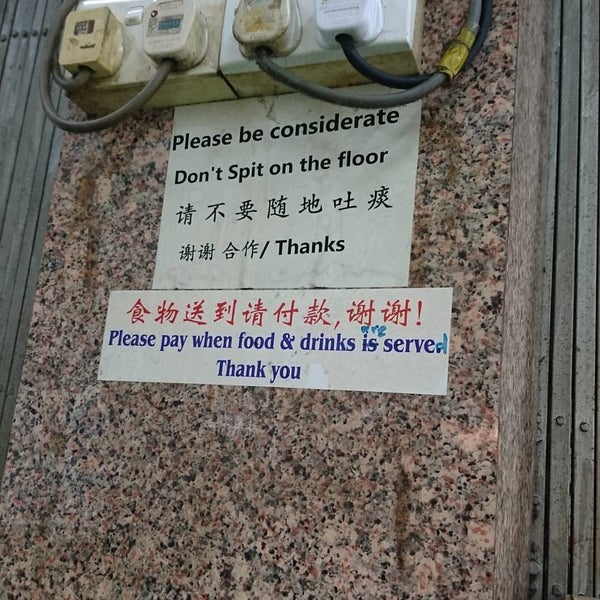 Please be considerate
Don't Spit on the floor
请不要随地吐痰
谢谢 合作/ Thanks
食物送到请付款,谢谢!
are
Please pay when food & drinks is served
Thank you